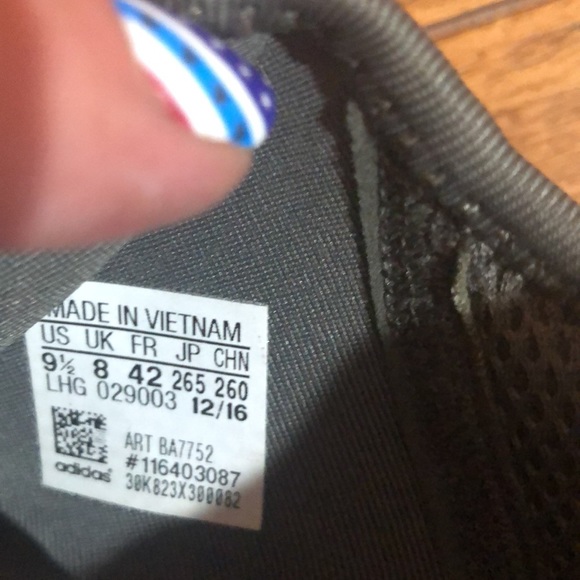 MADE IN VIETNAM
US UK FR JP CHN
9½ 8 42 265 260
LHG 029003 12/16
ART BA7752
#116403087
adidas 30K823X300082